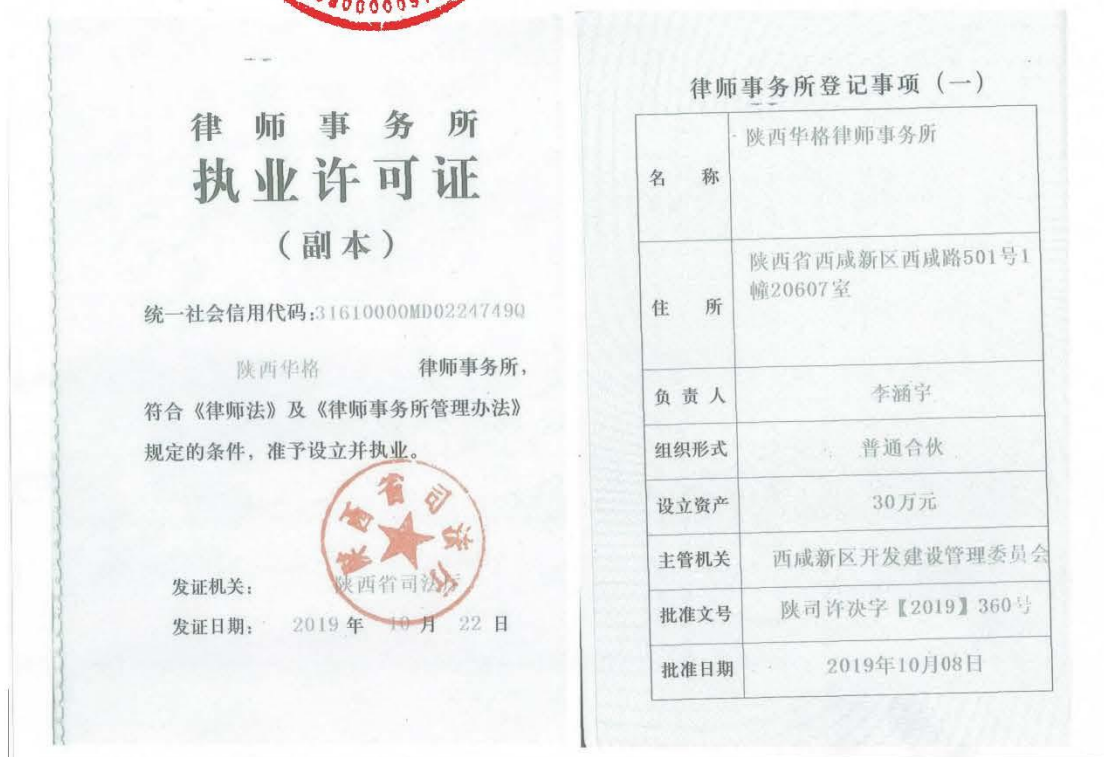 律师事务所
执业许可证
（副本）
统一社会信用代码:31610000MD0224749Q
陕西华格 律师事务所，
符合《律师法》及《律师事务所管理办法》
规定的条件，准予设立并执业。
陕西省司法厅
发证机关： 陕西省司法厅
发证日期： 2019 年 10 月 22 日
律师事务所登记事项（一）
名 称 陕西华格律师事务所
住 所 陕西省西咸新区西咸路501号1
幢20607室
负责人 李涵宇
组织形式 普通合伙
设立资产 30万元
主管机关 西咸新区开发建设管理委员会
批准文号 陕司许决字【2019】360号
批准日期 2019年10月08日